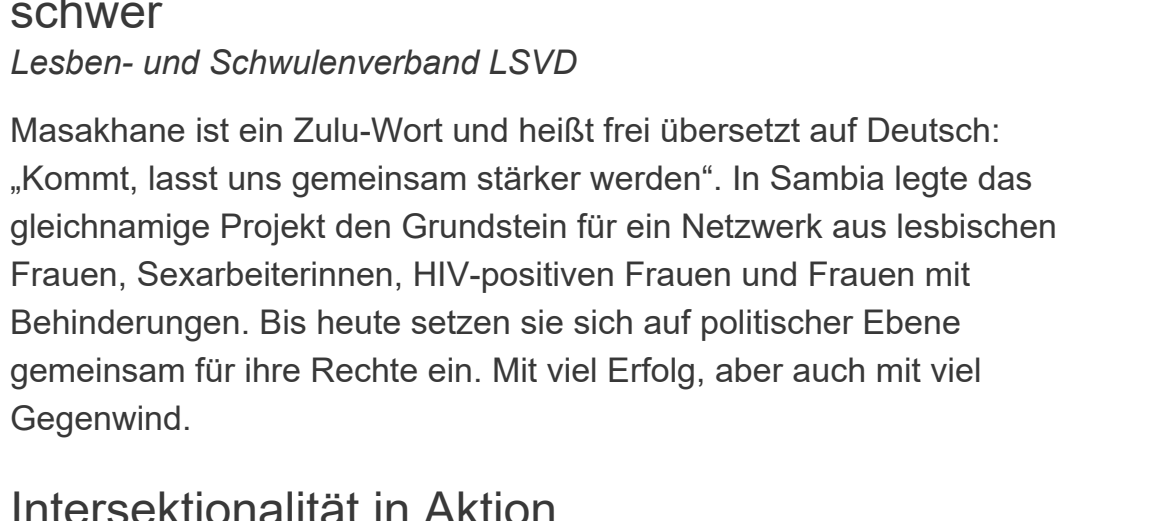 schwer
Lesben- und Schwulenverband LSVD
Masakhane ist ein Zulu-Wort und heißt frei übersetzt auf Deutsch:
„Kommt, lasst uns gemeinsam stärker werden“. In Sambia legte das
gleichnamige Projekt den Grundstein für ein Netzwerk aus lesbischen
Frauen, Sexarbeiterinnen, HIV-positiven Frauen und Frauen mit
Behinderungen. Bis heute setzen sie sich auf politischer Ebene
gemeinsam für ihre Rechte ein. Mit viel Erfolg, aber auch mit viel
Gegenwind.
Intersektionalität in Aktion